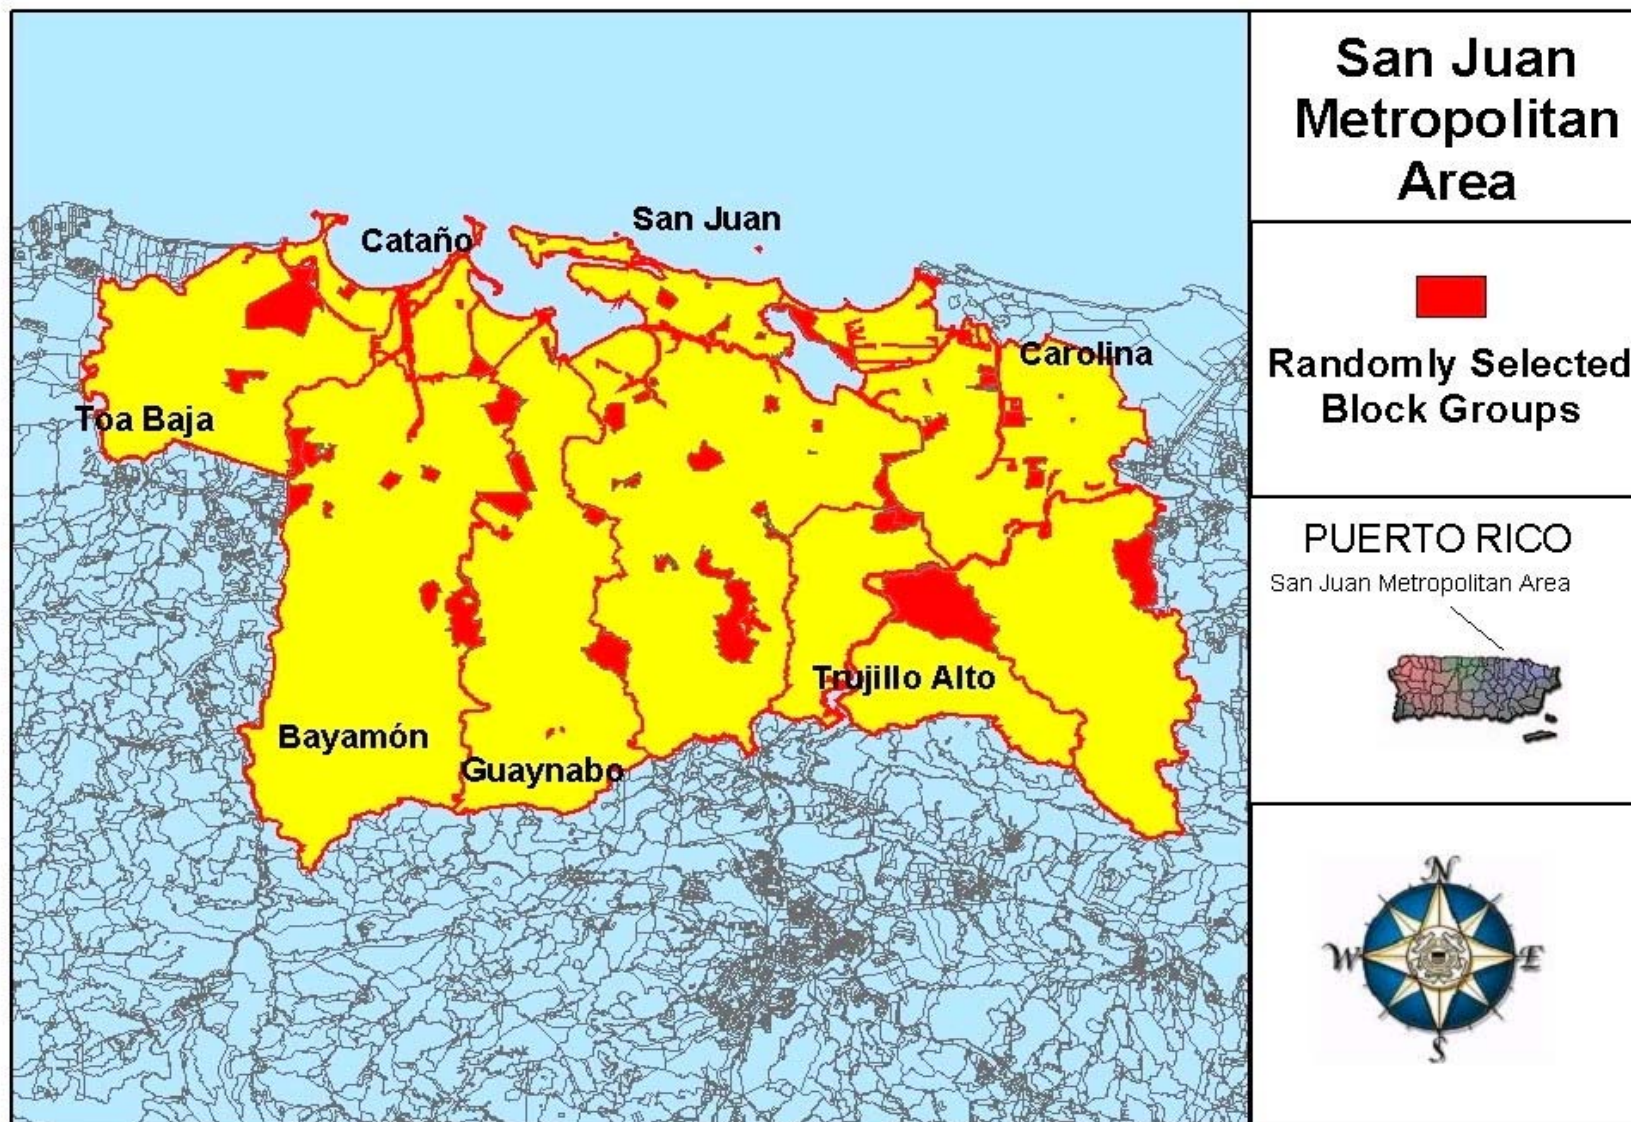 San Juan
Metropolitan
Area
Cataño
San Juan
Carolina
Toa Baja
Trujillo Alto
Bayamón
Guaynabo
Randomly Selected
Block Groups
PUERTO RICO
San Juan Metropolitan Area
N
W
E
S